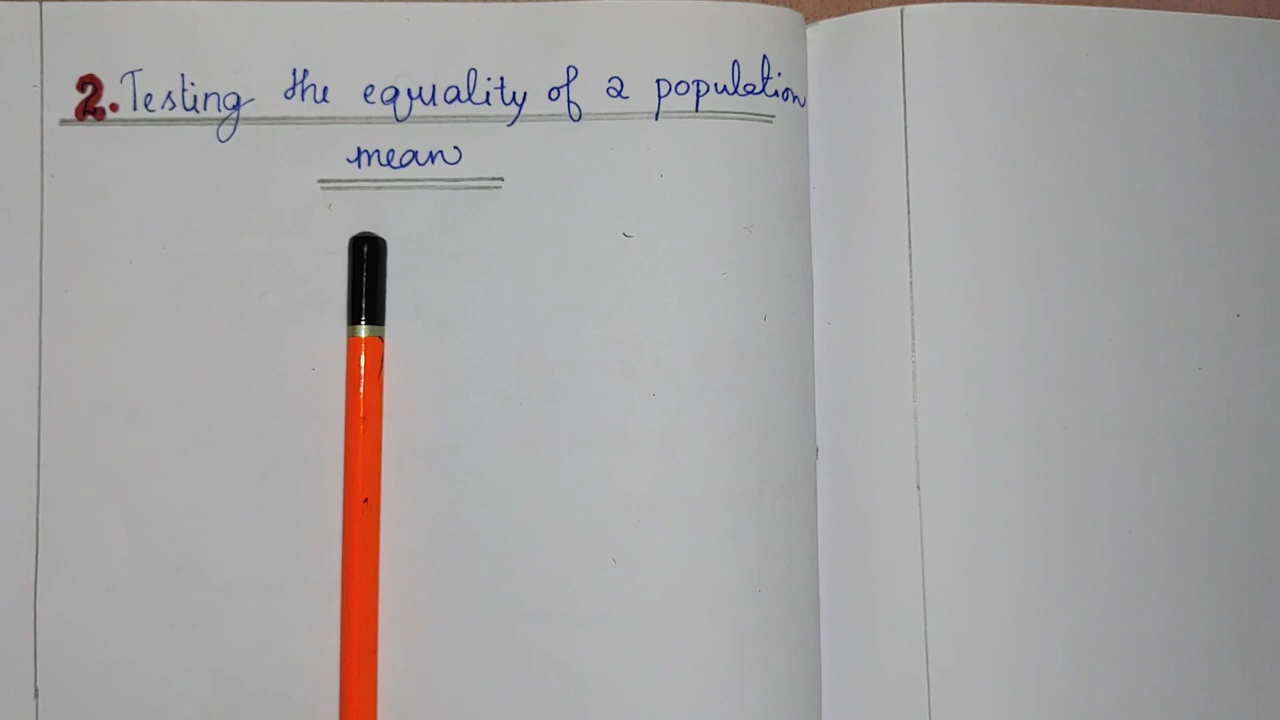 2. Testing the equality of a population
mean